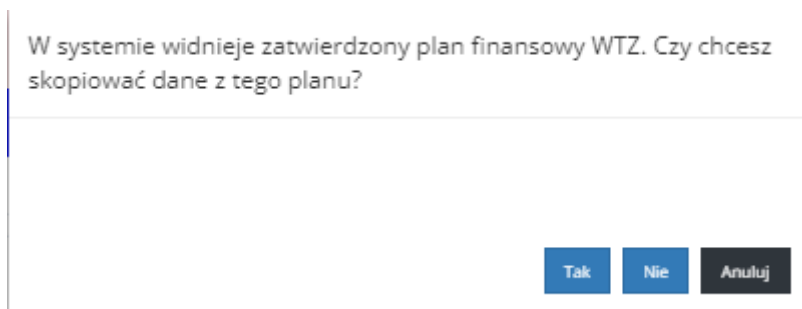 W systemie widnieje zatwierdzony plan finansowy WTZ. Czy chcesz
skopiować dane z tego planu?
Tak Nie Anuluj